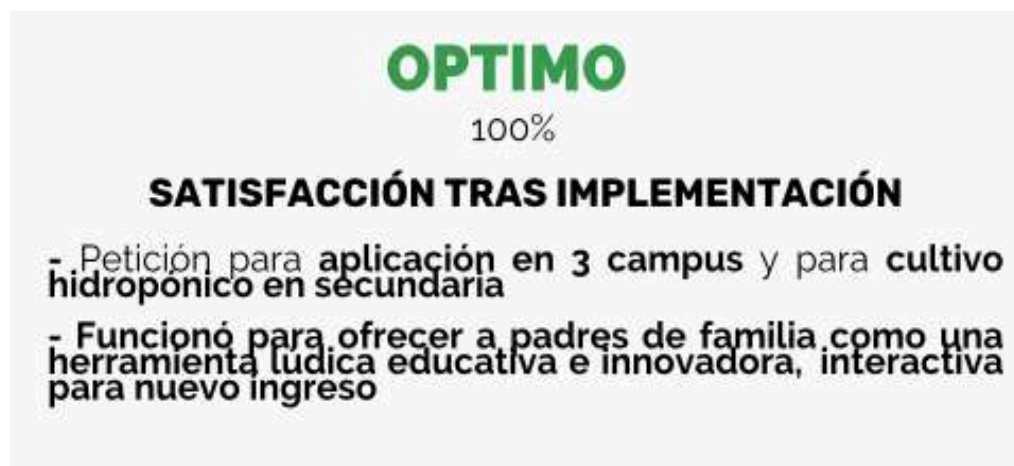 OPTIMO
100%
SATISFACCIÓN TRAS IMPLEMENTACIÓN
- Petición para aplicación en 3 campus y para cultivo
hidropónico en secundaria
- Funcionó para ofrecer a padres de familia como una
herramienta lúdica educativa e innovadora, interactiva
para nuevo ingreso